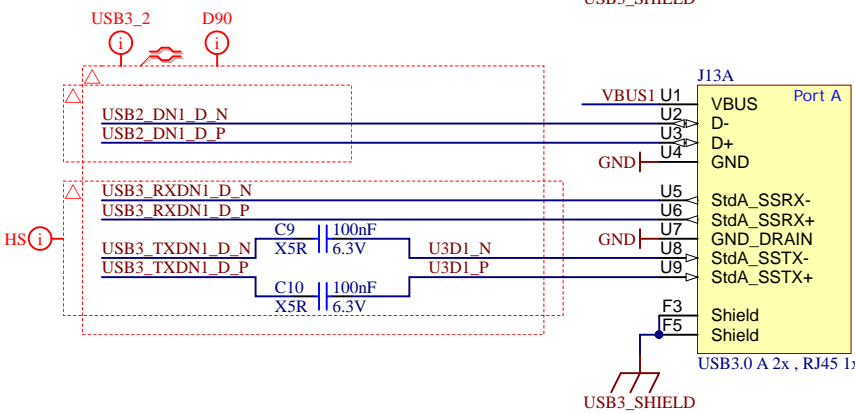 USB3_SHIELD
USB3_2 D90
i i
J13A
VBUS1 U1 VBUS Port A
USB2_DN1_D_N U2 D-
USB2_DN1_D_P U3 D+
GND U4 GND
USB3_RXDN1_D_N U5 StdA_SSRX-
USB3_RXDN1_D_P U6 StdA_SSRX+
HS i
C9 100nF GND U7 GND_DRAIN
USB3_TXDN1_D_N X5R 6.3V U3D1_N U8 StdA_SSTX-
USB3_TXDN1_D_P U3D1_P U9 StdA_SSTX+
C10 100nF
X5R 6.3V
F3 Shield
F5 Shield
USB3.0 A 2x , RJ45 1x
USB3_SHIELD